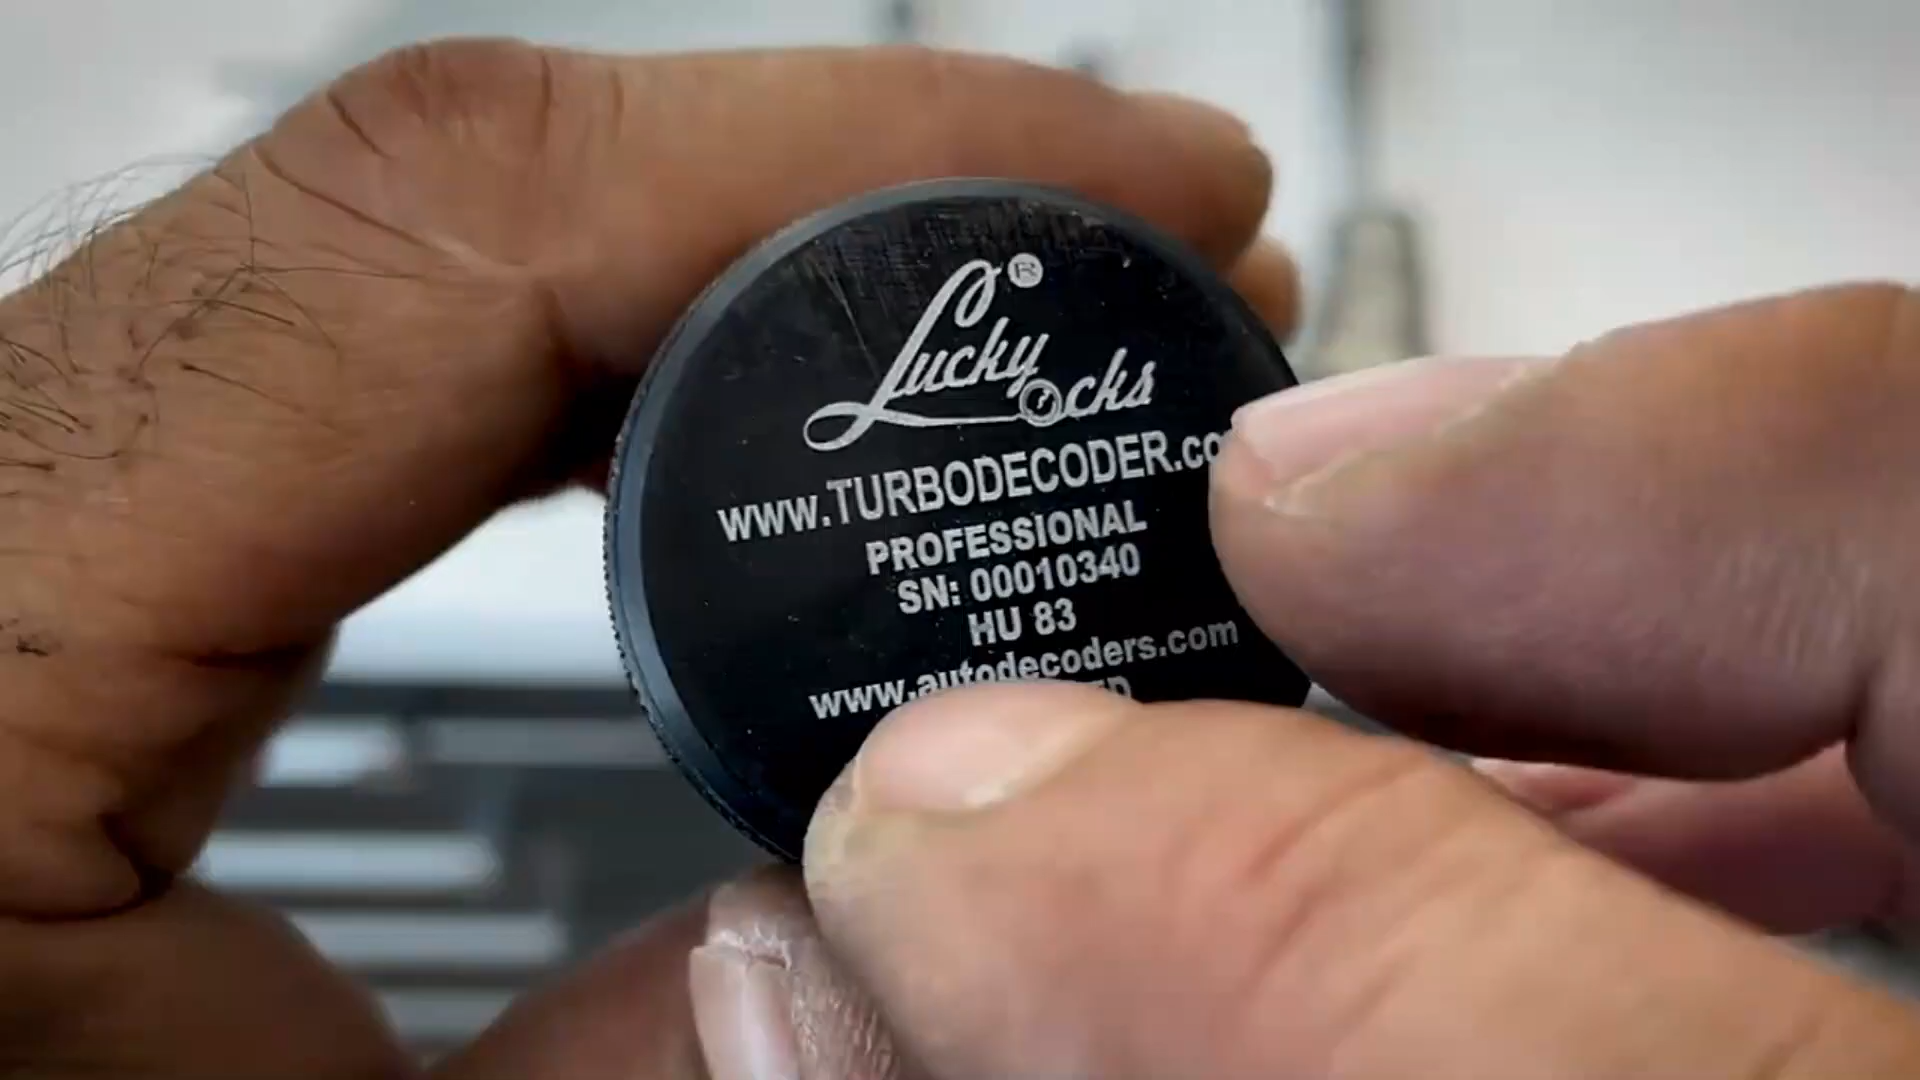 Lucky Locks ®
www.TURBODECODER.co
PROFESSIONAL
SN: 00010340
HU 83
www.autodecoders.com